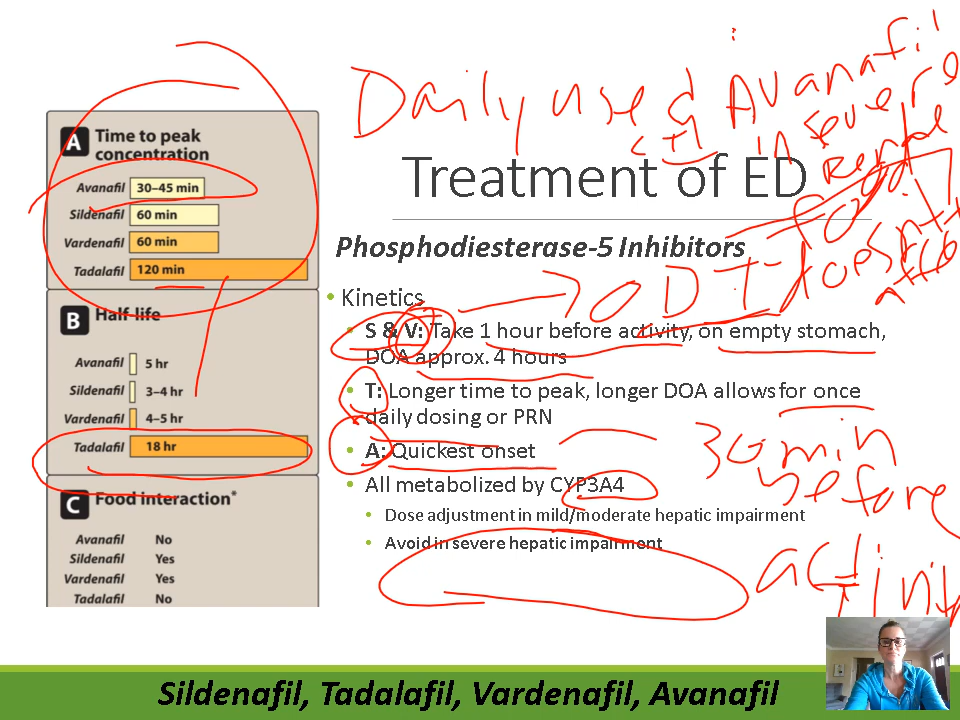 Daily used Avanafil
in severe
renal
Treatment of ED
A Time to peak
concentration
Avanafil 30–45 min
Sildenafil 60 min
Vardenafil 60 min
Tadalafil 120 min
B Half-life
Avanafil 5 hr
Sildenafil 3–4 hr
Vardenafil 4–5 hr
Tadalafil 18 hr
C Food interaction*
Avanafil No
Sildenafil Yes
Vardenafil Yes
Tadalafil No
Phosphodiesterase-5 Inhibitors
ODT
food
doesn't
• Kinetics
• S & V: Take 1 hour before activity, on empty stomach,
DOA approx. 4 hours
• T: Longer time to peak, longer DOA allows for once
daily dosing or PRN
• A: Quickest onset
30 min
before
• All metabolized by CYP3A4
• Dose adjustment in mild/moderate hepatic impairment
• Avoid in severe hepatic impairment
Sildenafil, Tadalafil, Vardenafil, Avanafil